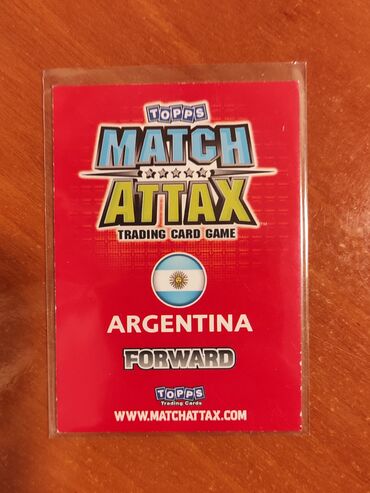 TOPPS
MATCH
ATTAX
TRADING CARD GAME
ARGENTINA
FORWARD
TOPPS
Trading Cards
WWW.MATCHATTAX.COM